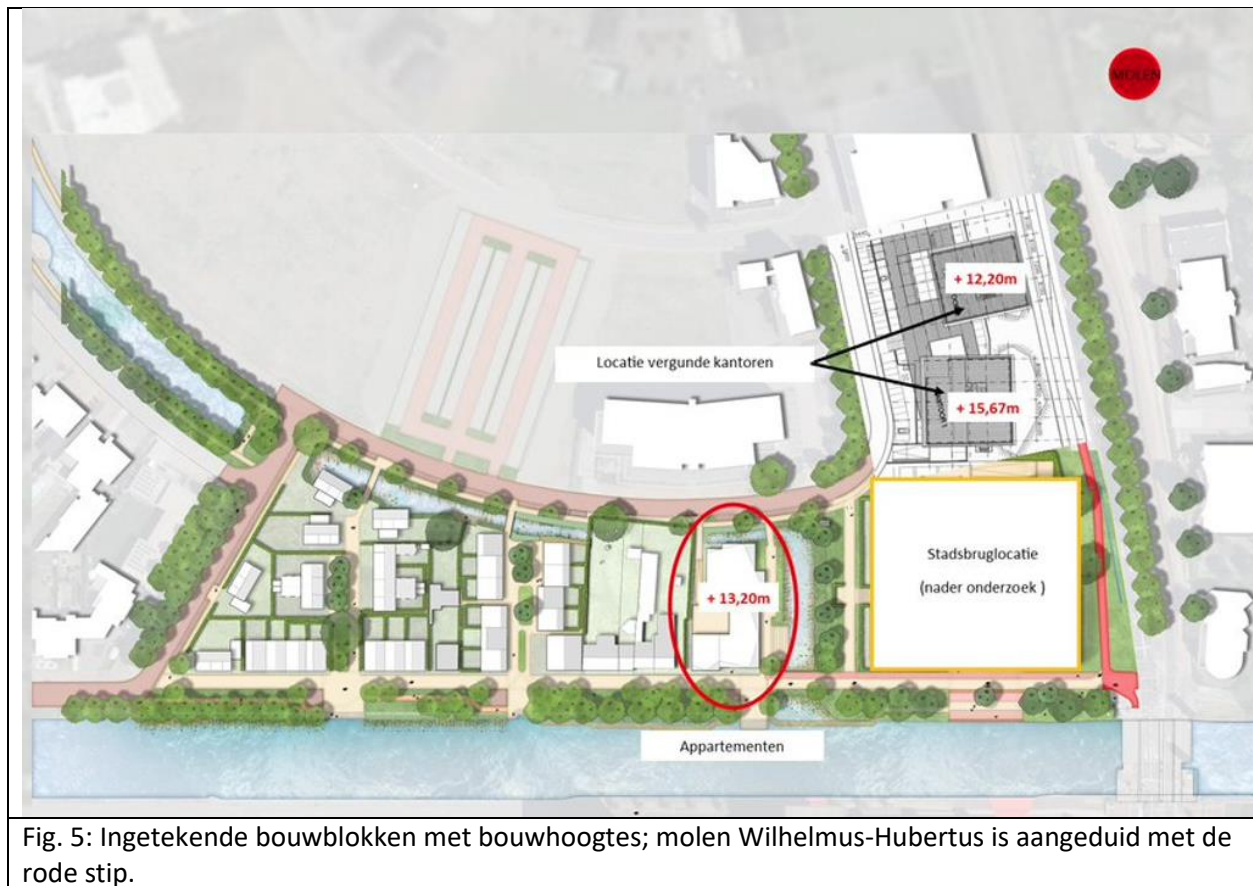 MOLEN
+ 12,20m
Locatie vergunde kantoren
+ 15,67m
Stadsbruglocatie
(nader onderzoek )
+ 13,20m
Appartementen
Fig. 5: Ingetekende bouwblokken met bouwhoogtes; molen Wilhelmus-Hubertus is aangeduid met de
rode stip.